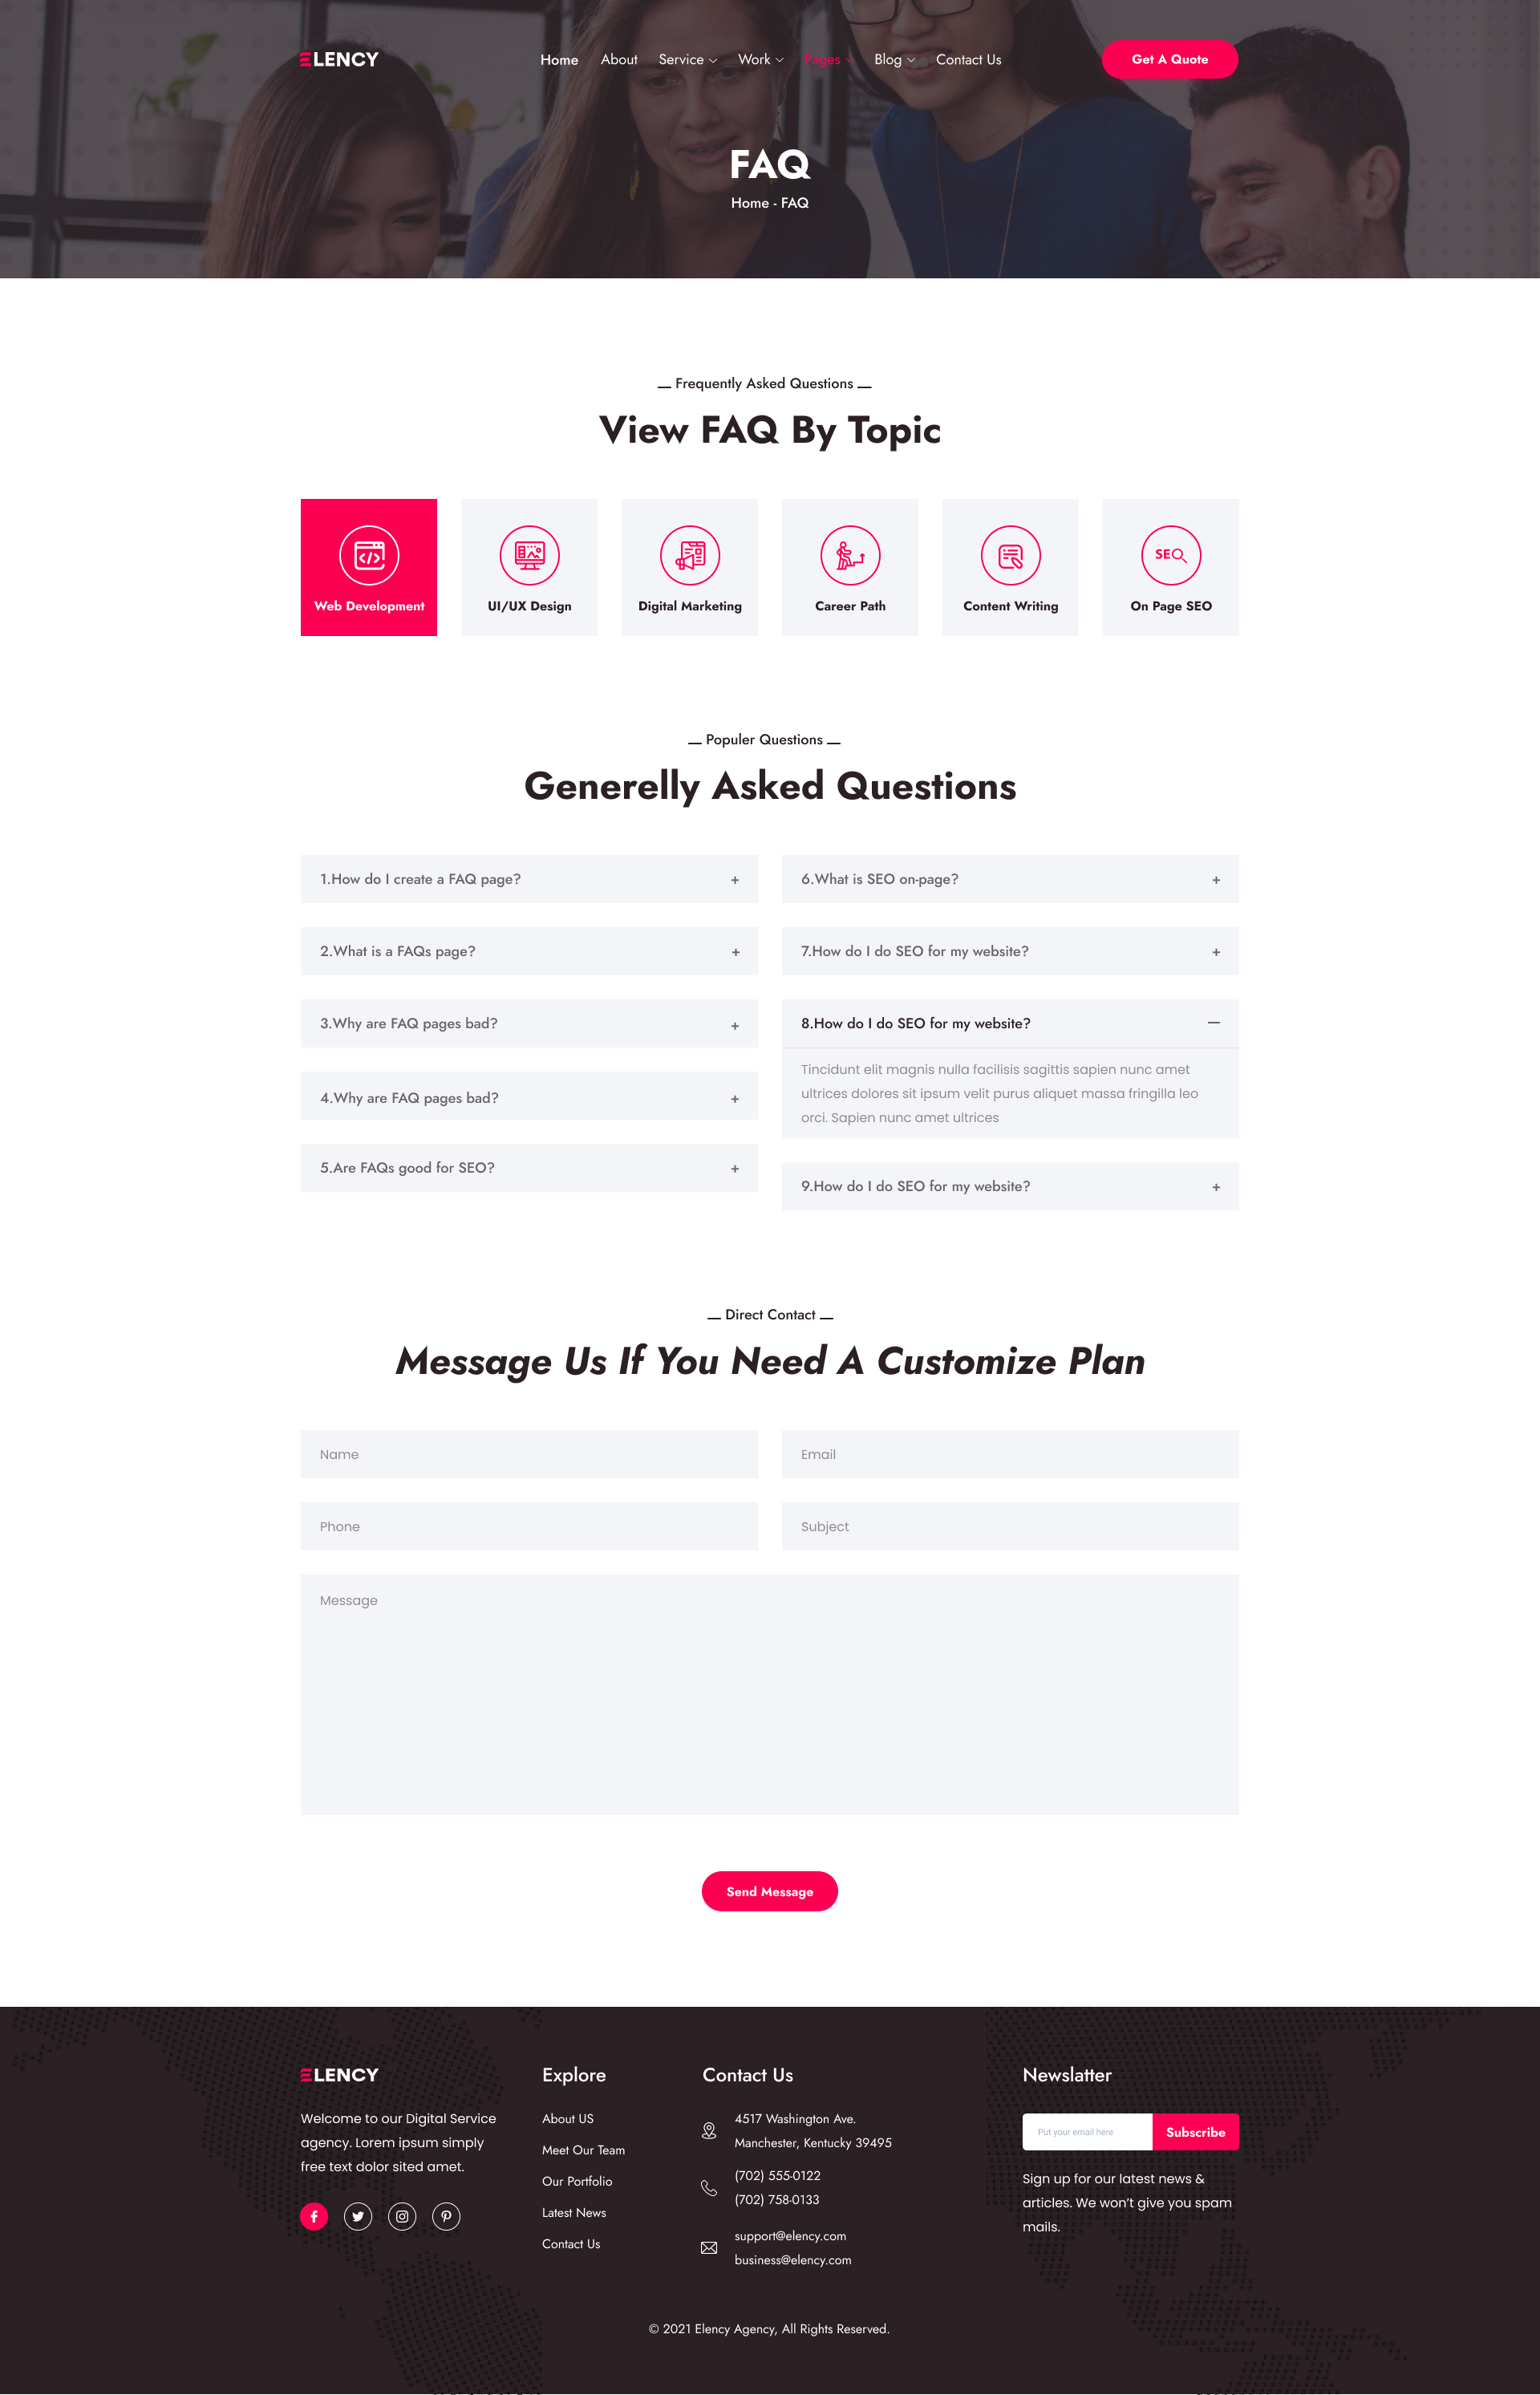 ELENCY
Home About Service Work Pages Blog Contact Us
Get A Quote
FAQ
Home - FAQ
Frequently Asked Questions
View FAQ By Topic
Web Development
UI/UX Design
Digital Marketing
Career Path
Content Writing
SEO
On Page SEO
Populer Questions
Generelly Asked Questions
1.How do I create a FAQ page? +
2.What is a FAQs page? +
3.Why are FAQ pages bad? +
4.Why are FAQ pages bad? +
5.Are FAQs good for SEO? +
6.What is SEO on-page? +
7.How do I do SEO for my website? +
8.How do I do SEO for my website? —
Tincidunt elit magnis nulla facilisis sagittis sapien nunc amet
ultrices dolores sit ipsum velit purus aliquet massa fringilla leo
orci. Sapien nunc amet ultrices
9.How do I do SEO for my website? +
Direct Contact
Message Us If You Need A Customize Plan
Name
Email
Phone
Subject
Message
Send Message
ELENCY
Welcome to our Digital Service
agency. Lorem ipsum simply
free text dolor sited amet.
Explore
About US
Meet Our Team
Our Portfolio
Latest News
Contact Us
Contact Us
4517 Washington Ave.
Manchester, Kentucky 39495
(702) 555-0122
(702) 758-0133
support@elency.com
business@elency.com
Newslatter
Put your email here
Subscribe
Sign up for our latest news &
articles. We won't give you spam
mails.
© 2021 Elency Agency, All Rights Reserved.